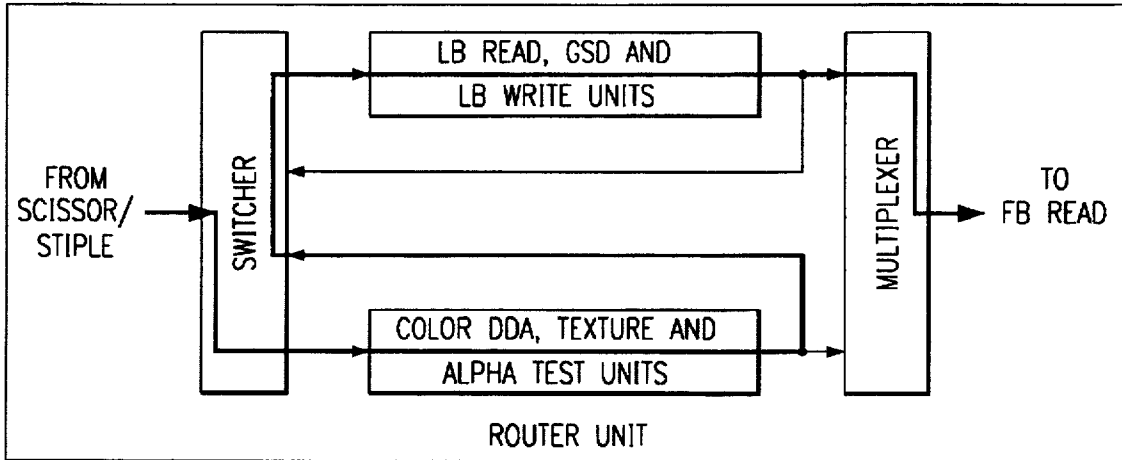 LB READ, GSD AND
LB WRITE UNITS
FROM
SCISSOR/
STIPLE
SWITCHER
MULTIPLEXER
TO
FB READ
COLOR DDA, TEXTURE AND
ALPHA TEST UNITS
ROUTER UNIT